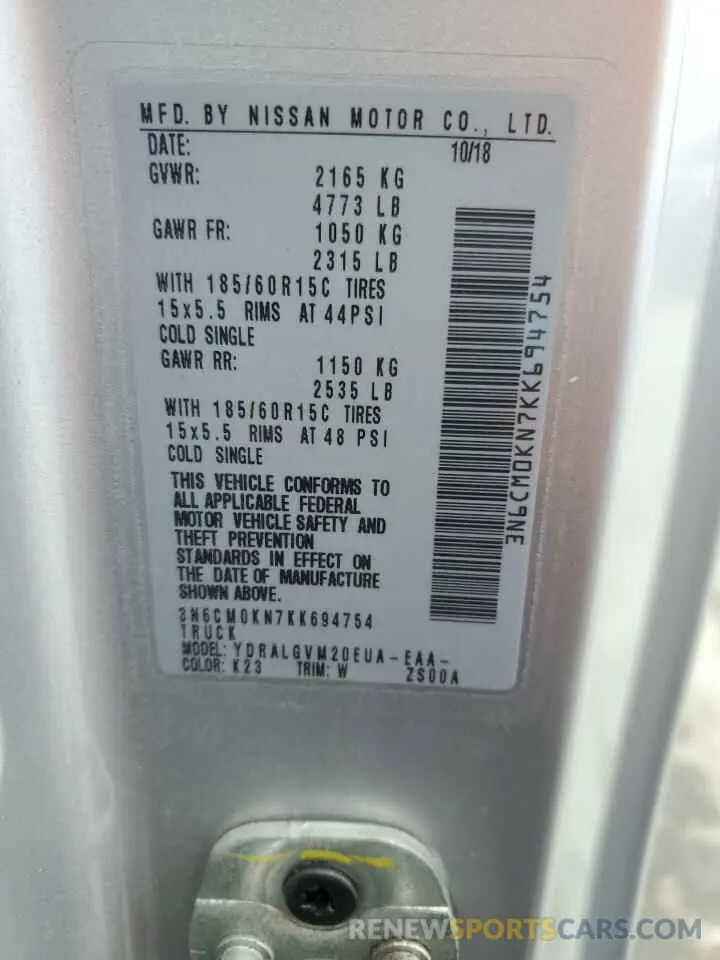 MFD. BY NISSAN MOTOR CO., LTD.
DATE: 10/18
GVWR: 2165 KG
4773 LB
GAWR FR: 1050 KG
2315 LB
WITH 185/60R15C TIRES
15x5.5 RIMS AT 44PSI
COLD SINGLE
GAWR RR: 1150 KG
2535 LB
WITH 185/60R15C TIRES
15x5.5 RIMS AT 48 PSI
COLD SINGLE
THIS VEHICLE CONFORMS TO
ALL APPLICABLE FEDERAL
MOTOR VEHICLE SAFETY AND
THEFT PREVENTION
STANDARDS IN EFFECT ON
THE DATE OF MANUFACTURE
SHOWN ABOVE.
3N6CM0KN7KK694754
TRUCK
MODEL: YDRALGVM20EUA-EAA-
COLOR: K23 TRIM: W ZS00A
3N6CM0KN7KK694754
RENEWSPORTSCARS.COM